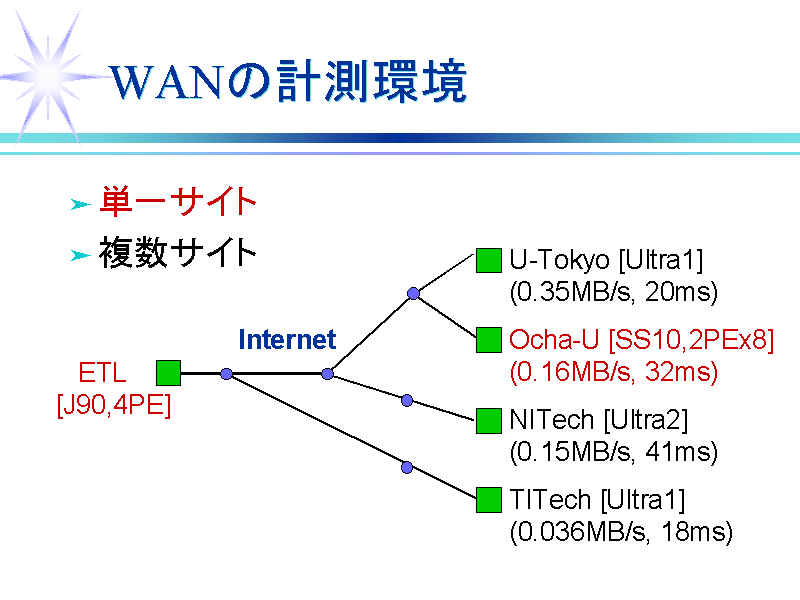 WANの計測環境
単一サイト
複数サイト
U-Tokyo [Ultra1]
(0.35MB/s, 20ms)
Internet
Ocha-U [SS10,2PEx8]
(0.16MB/s, 32ms)
ETL
[J90,4PE]
NITech [Ultra2]
(0.15MB/s, 41ms)
TITech [Ultra1]
(0.036MB/s, 18ms)